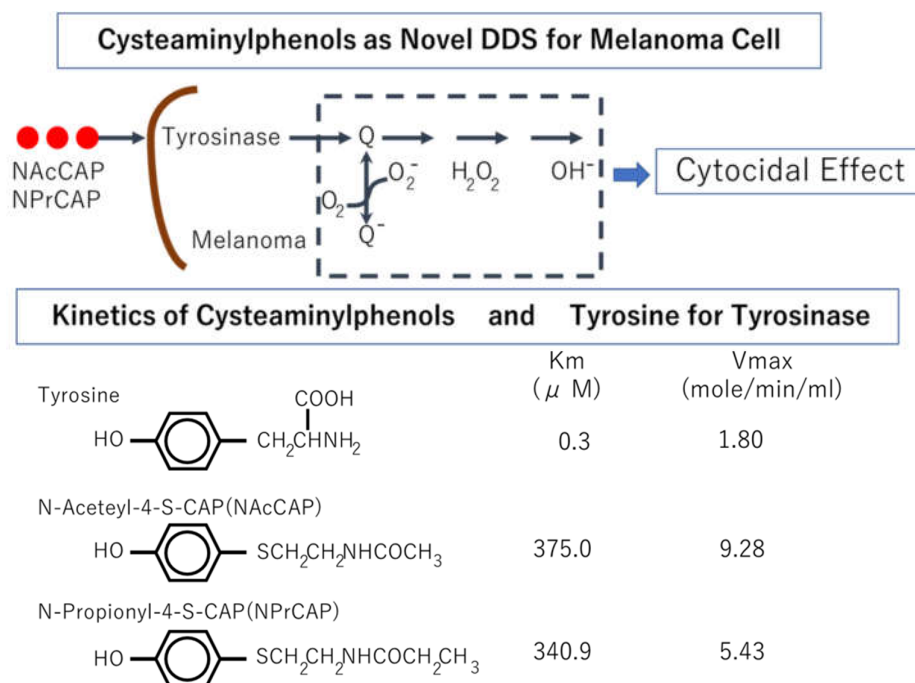 Cysteaminylphenols as Novel DDS for Melanoma Cell
NAcCAP
NPrCAP
Tyrosinase
Melanoma
Q
O₂
O₂⁻
Q⁻
H₂O₂
OH⁻
Cytocidal Effect
Kinetics of Cysteaminylphenols and Tyrosine for Tyrosinase
Km
(μ M)
Vmax
(mole/min/ml)
Tyrosine
COOH
HO CH₂CHNH₂ 0.3 1.80
N-Aceteyl-4-S-CAP(NAcCAP)
HO SCH₂CH₂NHCOCH₃ 375.0 9.28
N-Propionyl-4-S-CAP(NPrCAP)
HO SCH₂CH₂NHCOCH₂CH₃ 340.9 5.43